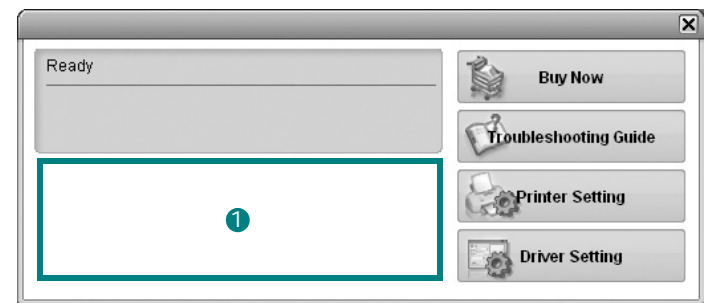 Ready
Buy Now
Troubleshooting Guide
1
Printer Setting
Driver Setting